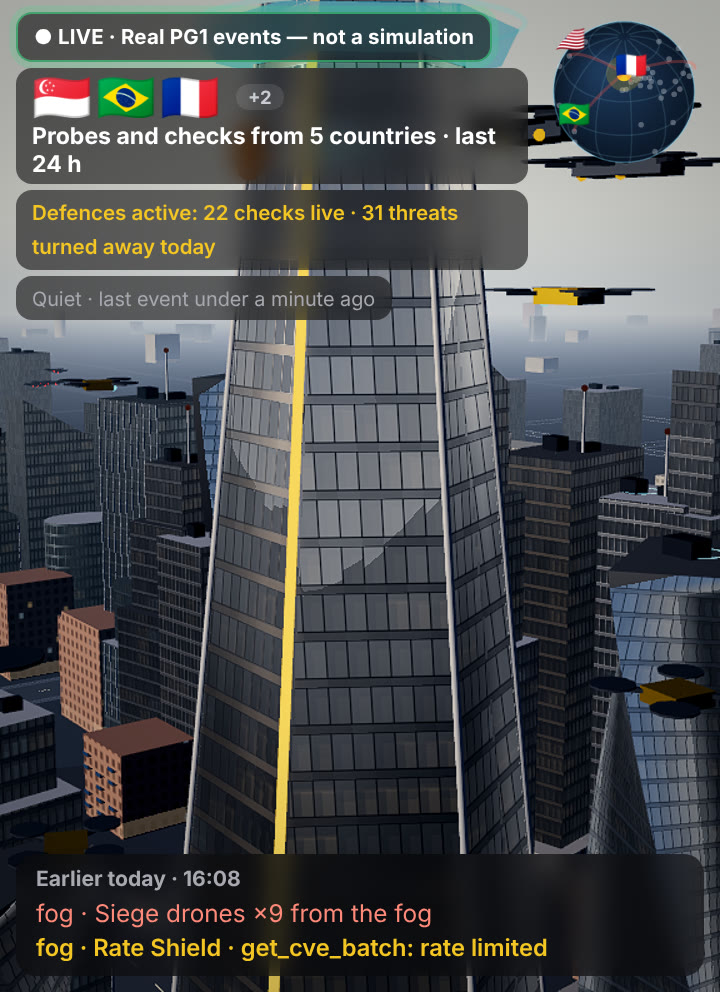 LIVE · Real PG1 events — not a simulation
+2
Probes and checks from 5 countries · last
24 h
Defences active: 22 checks live · 31 threats
turned away today
Quiet · last event under a minute ago
Earlier today · 16:08
fog · Siege drones ×9 from the fog
fog · Rate Shield · get_cve_batch: rate limited